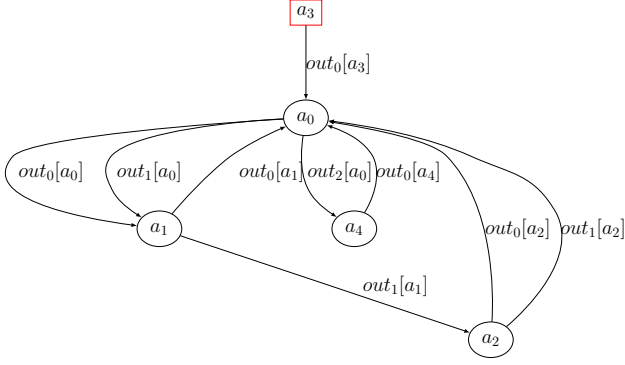 a₃
out₀[a₃]
a₀
out₀[a₀] out₁[a₀] out₀[a₁] out₂[a₀] out₀[a₄]
a₁ a₄ out₀[a₂] out₁[a₂]
out₁[a₁]
a₂